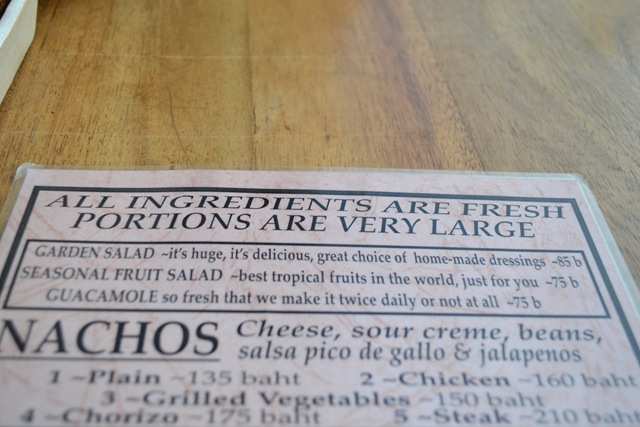 ALL INGREDIENTS ARE FRESH
PORTIONS ARE VERY LARGE
GARDEN SALAD ~it's huge, it's delicious, great choice of home-made dressings ~85 b
SEASONAL FRUIT SALAD ~best tropical fruits in the world, just for you ~75 b
GUACAMOLE so fresh that we make it twice daily or not at all ~75 b
NACHOS Cheese, sour creme, beans,
salsa pico de gallo & jalapenos
1 ~Plain ~135 baht 2 ~Chicken ~160 baht
3 ~Grilled Vegetables ~150 baht
4 ~Chorizo ~175 baht 5 ~Steak ~210 baht